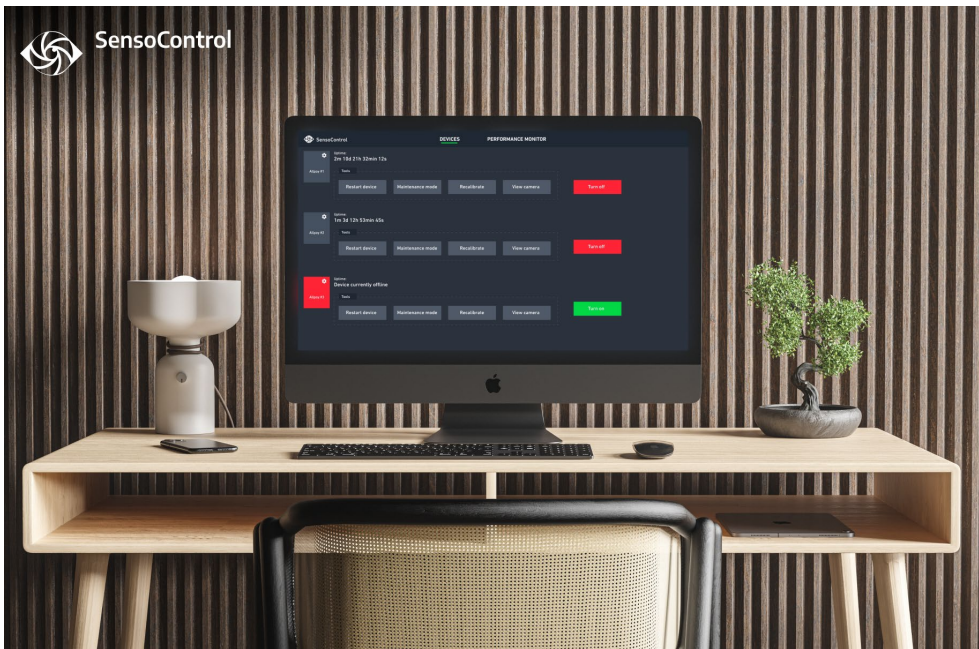 SensoControl
SensoControl
DEVICES
PERFORMANCE MONITOR
Uptime:
2m 18d 21h 32min 12s
Tasks
Restart device
Maintenance mode
Recalibrate
View camera
Turn off
Uptime:
1m 3d 12h 53min 45s
Tasks
Restart device
Maintenance mode
Recalibrate
View camera
Turn off
Uptime:
Device currently offline
Tasks
Restart device
Maintenance mode
Recalibrate
View camera
Turn on